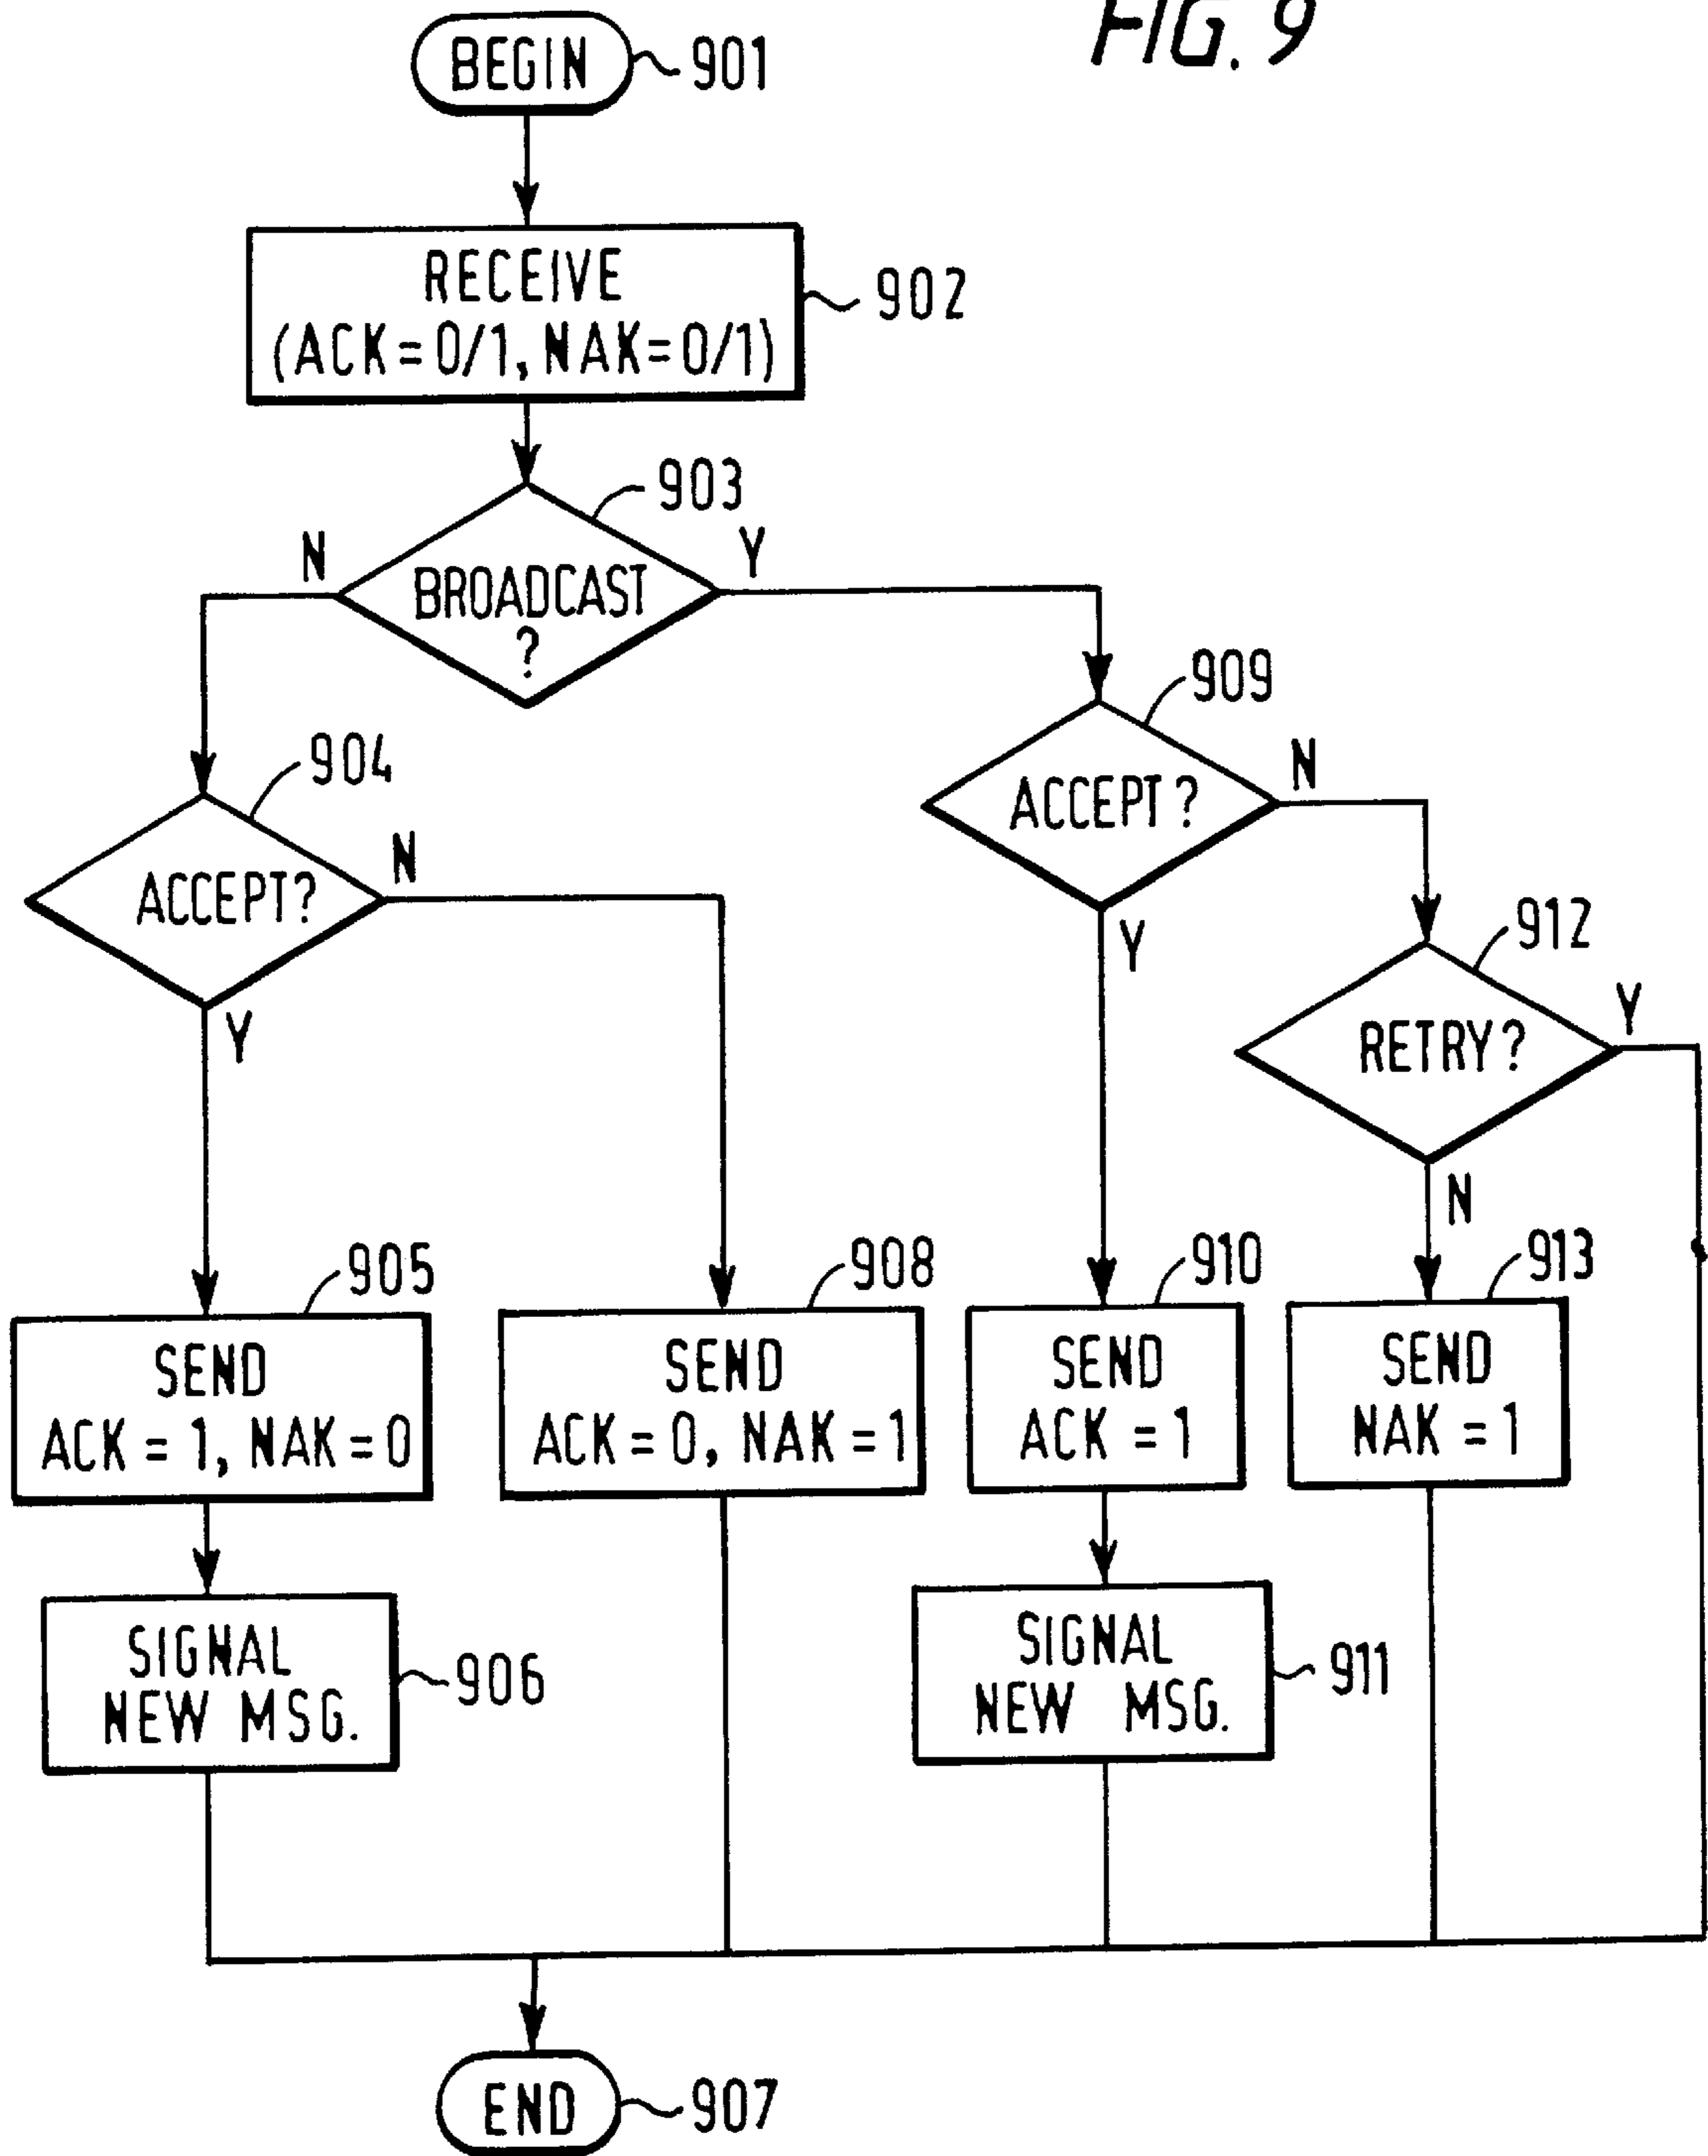 FIG. 9
BEGIN 901
RECEIVE
(ACK=0/1, NAK=0/1)
902
903
N
Y
BROADCAST
?
909
904
ACCEPT?
N
ACCEPT?
N
Y
912
Y
RETRY?
Y
N
905
908
910
913
SEND
ACK = 1, NAK=0
SEND
ACK=0, NAK=1
SEND
ACK = 1
SEND
NAK = 1
SIGNAL
NEW MSG.
906
SIGNAL
NEW MSG.
911
END 907